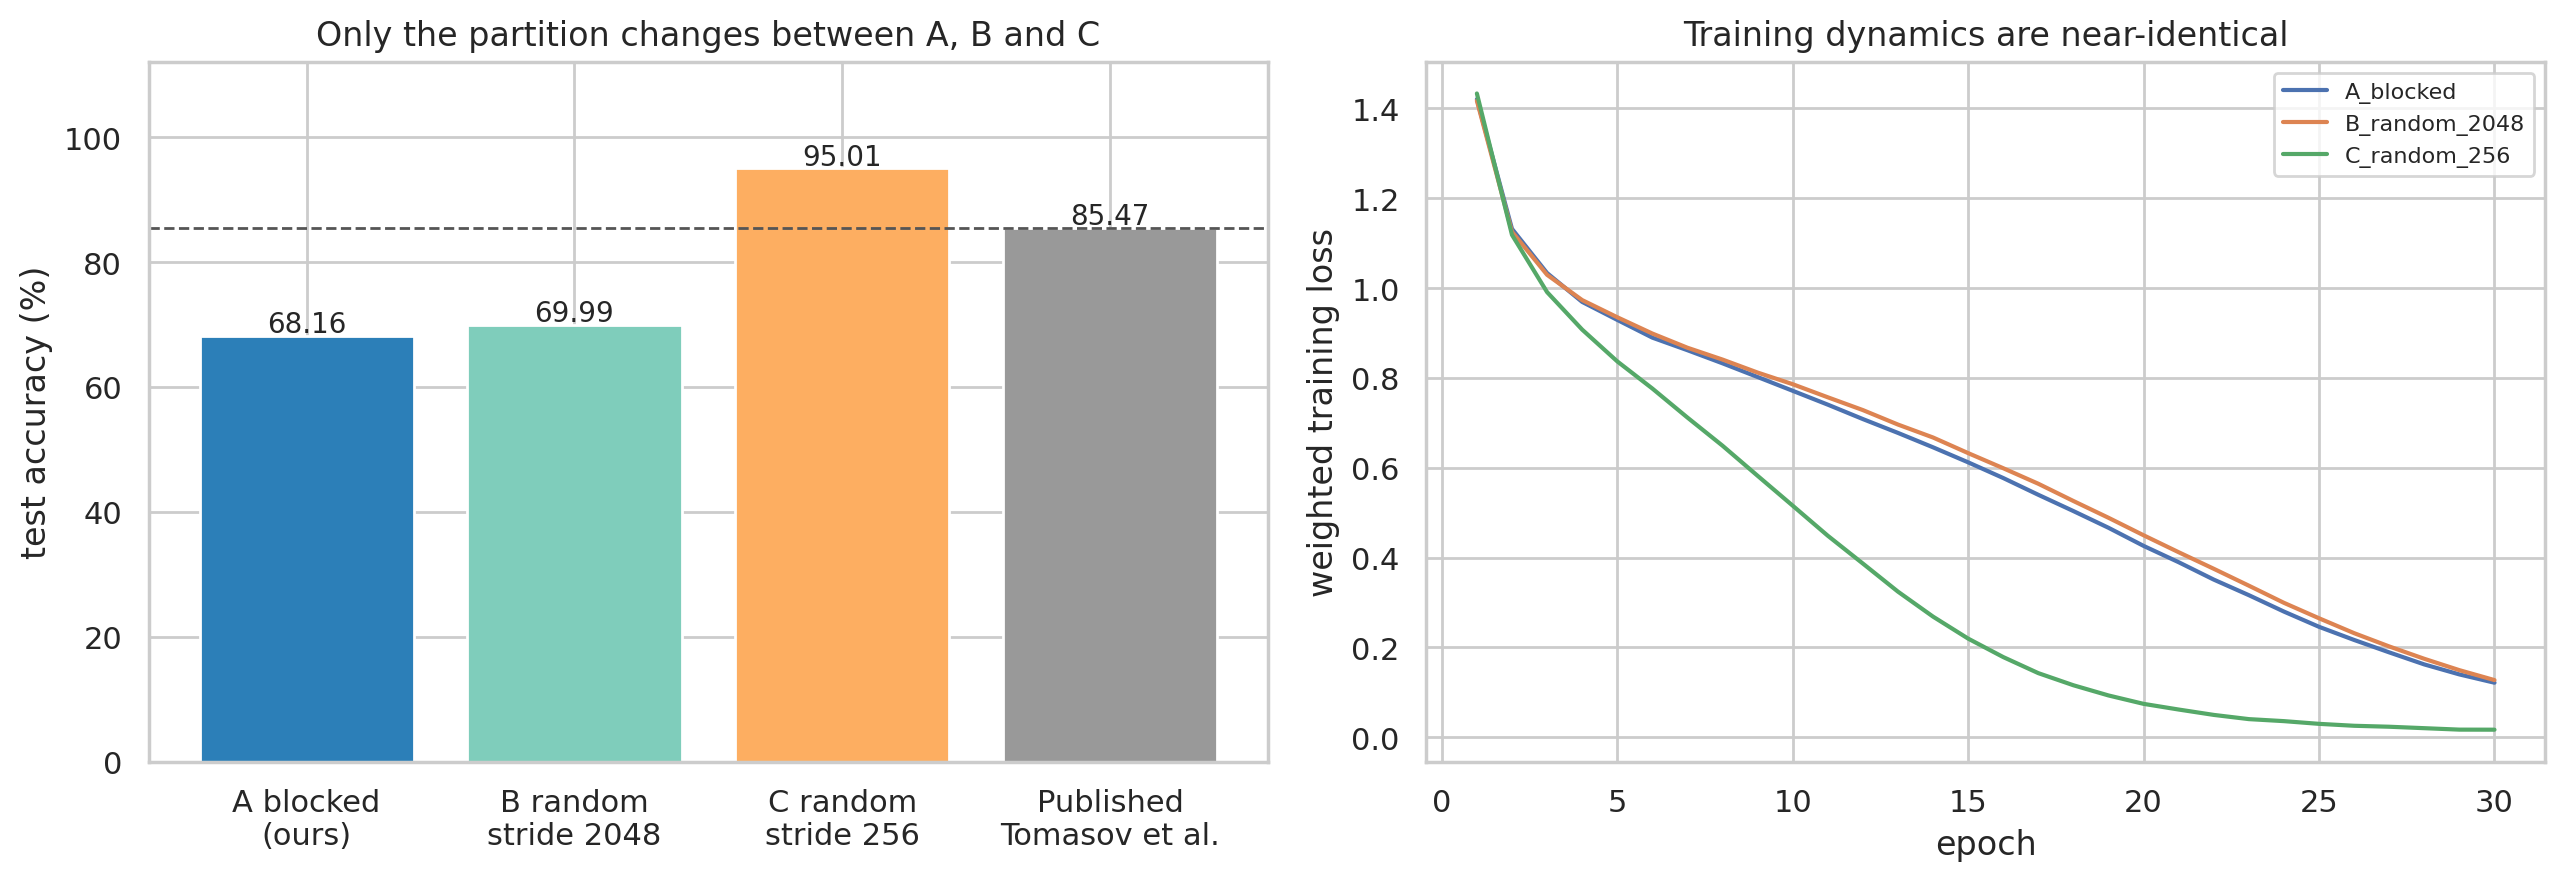 Only the partition changes between A, B and C
test accuracy (%)
100
80
60
40
20
0
68.16
69.99
95.01
85.47
A blocked
(ours)
B random
stride 2048
C random
stride 256
Published
Tomasov et al.
Training dynamics are near-identical
weighted training loss
1.4
1.2
1.0
0.8
0.6
0.4
0.2
0.0
A_blocked
B_random_2048
C_random_256
0
5
10
15
20
25
30
epoch